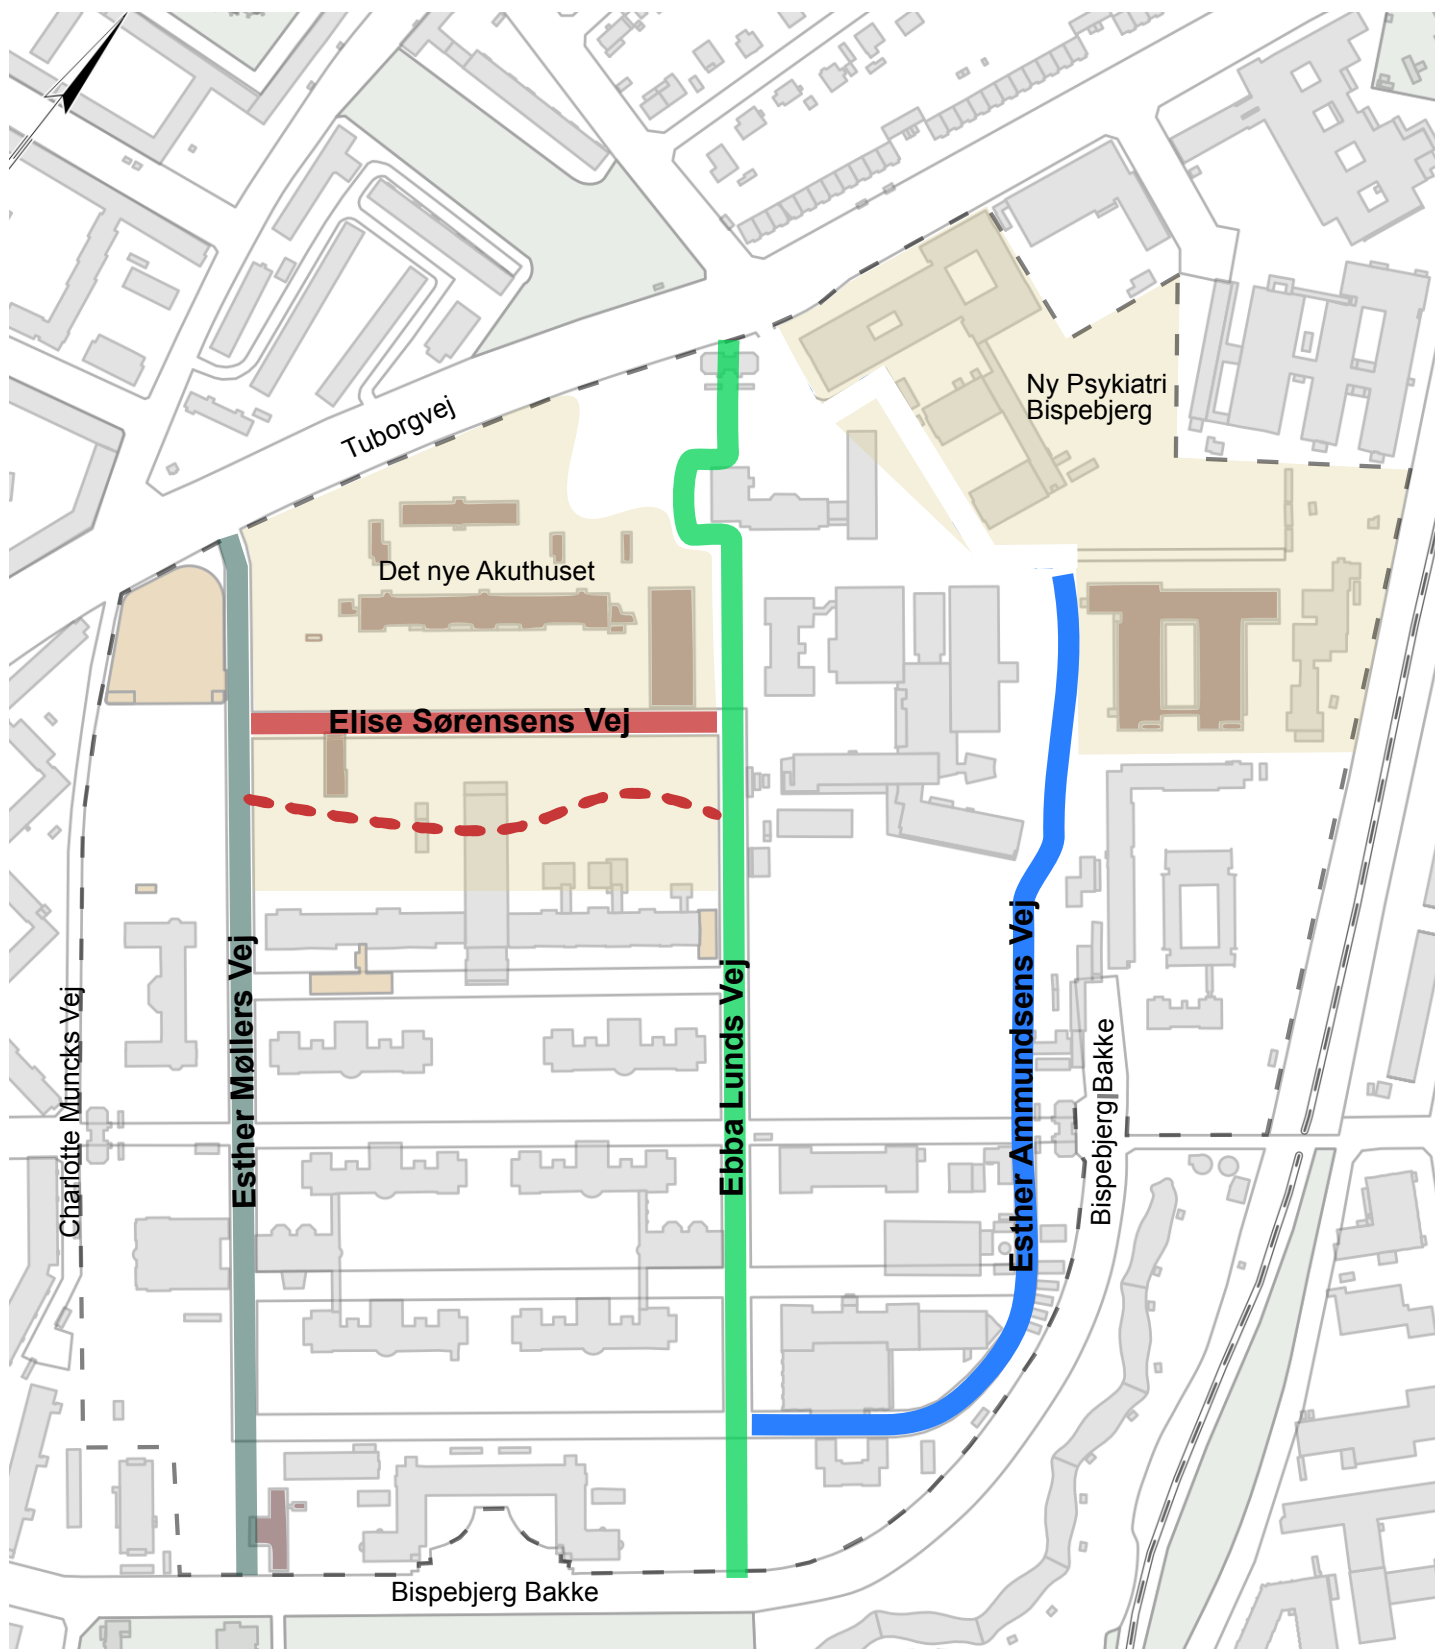 Tuborgvej
Ny Psykiatri
Bispebjerg
Det nye Akuthuset
Elise Sørensens Vej
Charlotte Muncks Vej
Esther Møllers Vej
Ebba Lunds Vej
Esther Ammundsens Vej
Bispebjerg Bakke
Bispebjerg Bakke